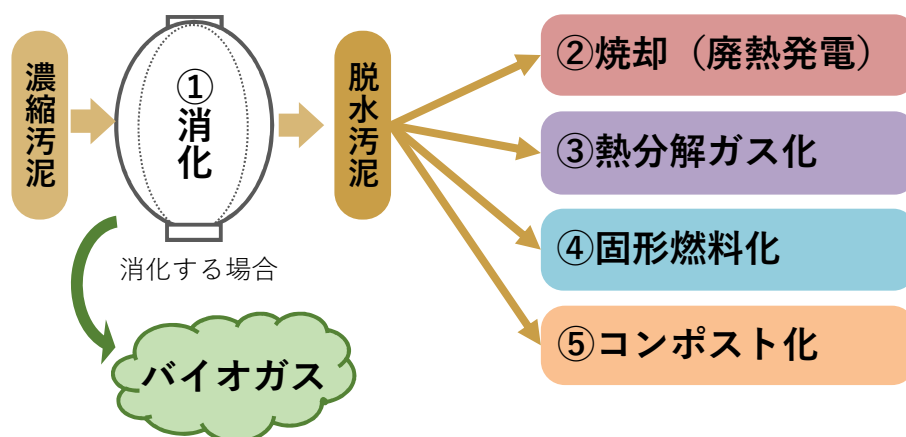 濃縮汚泥
①消化
脱水汚泥
②焼却（廃熱発電）
③熱分解ガス化
④固形燃料化
⑤コンポスト化
消化する場合
バイオガス